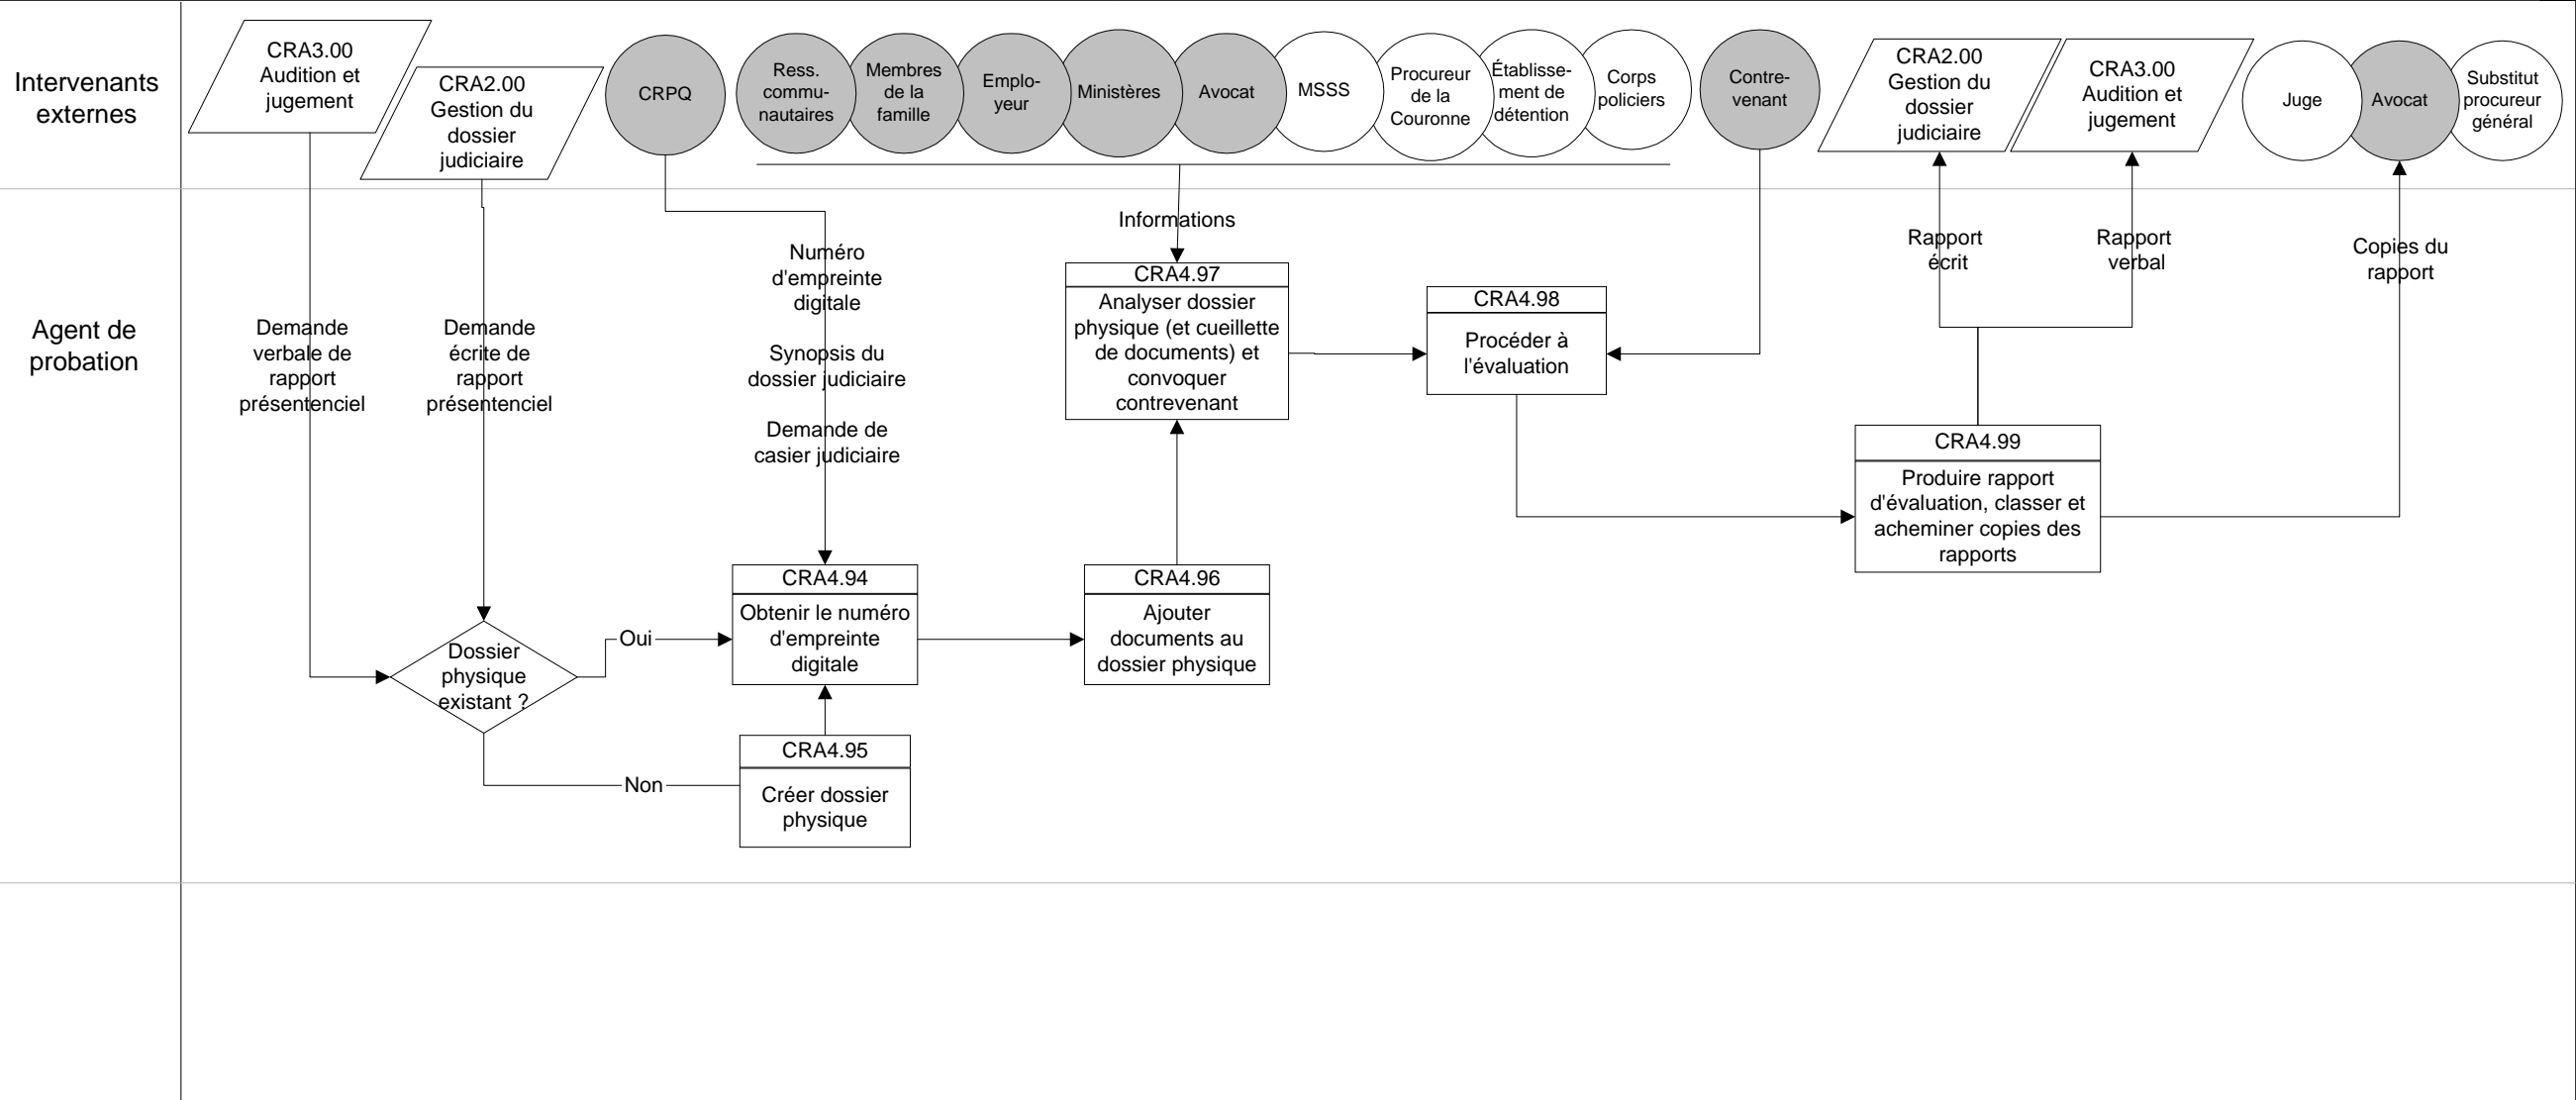 Intervenants
externes
CRA3.00
Audition et
jugement
CRA2.00
Gestion du
dossier
judiciaire
CRPQ
Ress.
commu-
nautaires
Membres
de la
famille
Emplo-
yeur
Ministères
Avocat
MSSS
Procureur
de la
Couronne
Établisse-
ment de
détention
Corps
policiers
Contre-
venant
CRA2.00
Gestion du
dossier
judiciaire
CRA3.00
Audition et
jugement
Juge
Avocat
Substitut
procureur
général
Agent de
probation
Demande
verbale de
rapport
présentenciel
Demande
écrite de
rapport
présentenciel
Numéro
d'empreinte
digitale
Synopsis du
dossier judiciaire
Demande de
casier judiciaire
Informations
CRA4.97
Analyser dossier
physique (et cueillette
de documents) et
convoquer
contrevenant
CRA4.98
Procéder à
l'évaluation
Rapport
écrit
Rapport
verbal
Copies du
rapport
CRA4.99
Produire rapport
d'évaluation, classer et
acheminer copies des
rapports
Dossier
physique
existant ?
Oui
CRA4.94
Obtenir le numéro
d'empreinte
digitale
CRA4.96
Ajouter
documents au
dossier physique
Non
CRA4.95
Créer dossier
physique